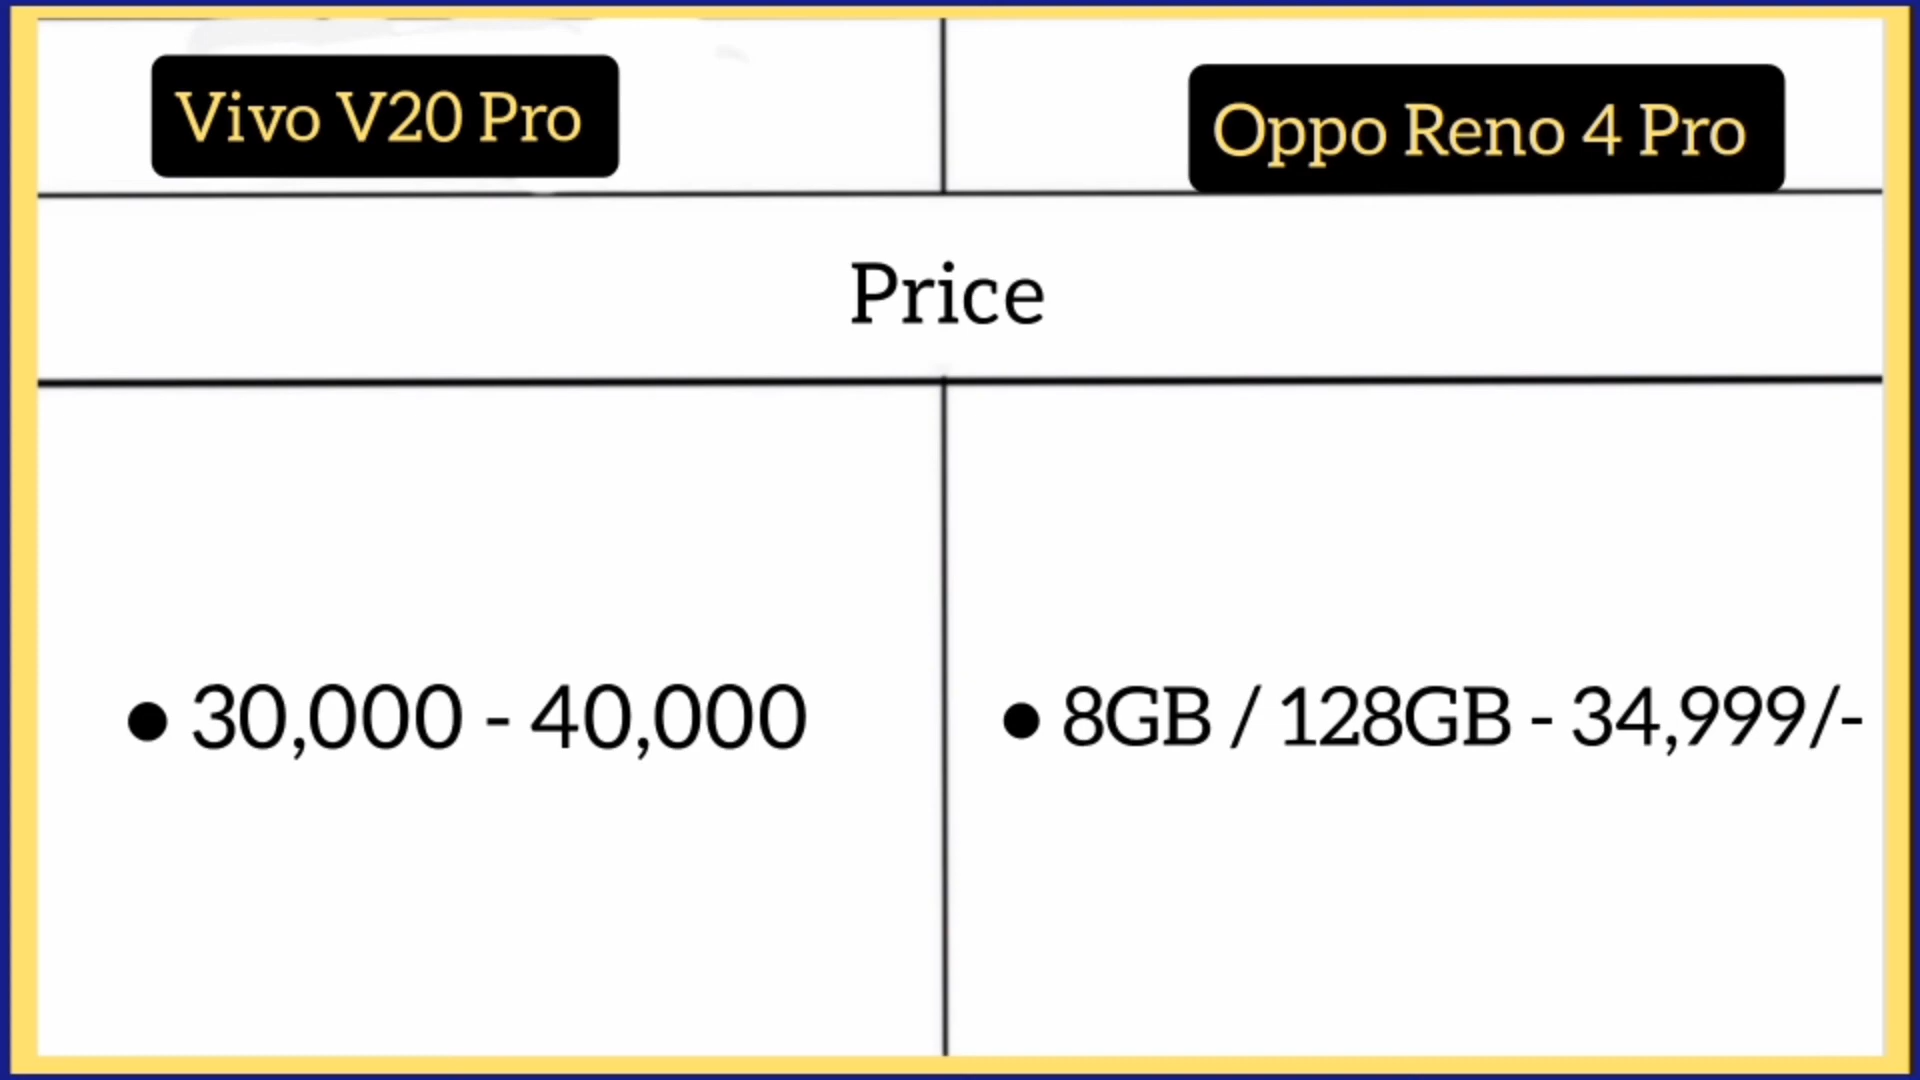 Vivo V20 Pro
Oppo Reno 4 Pro
Price
• 30,000 - 40,000
• 8GB / 128GB - 34,999/-